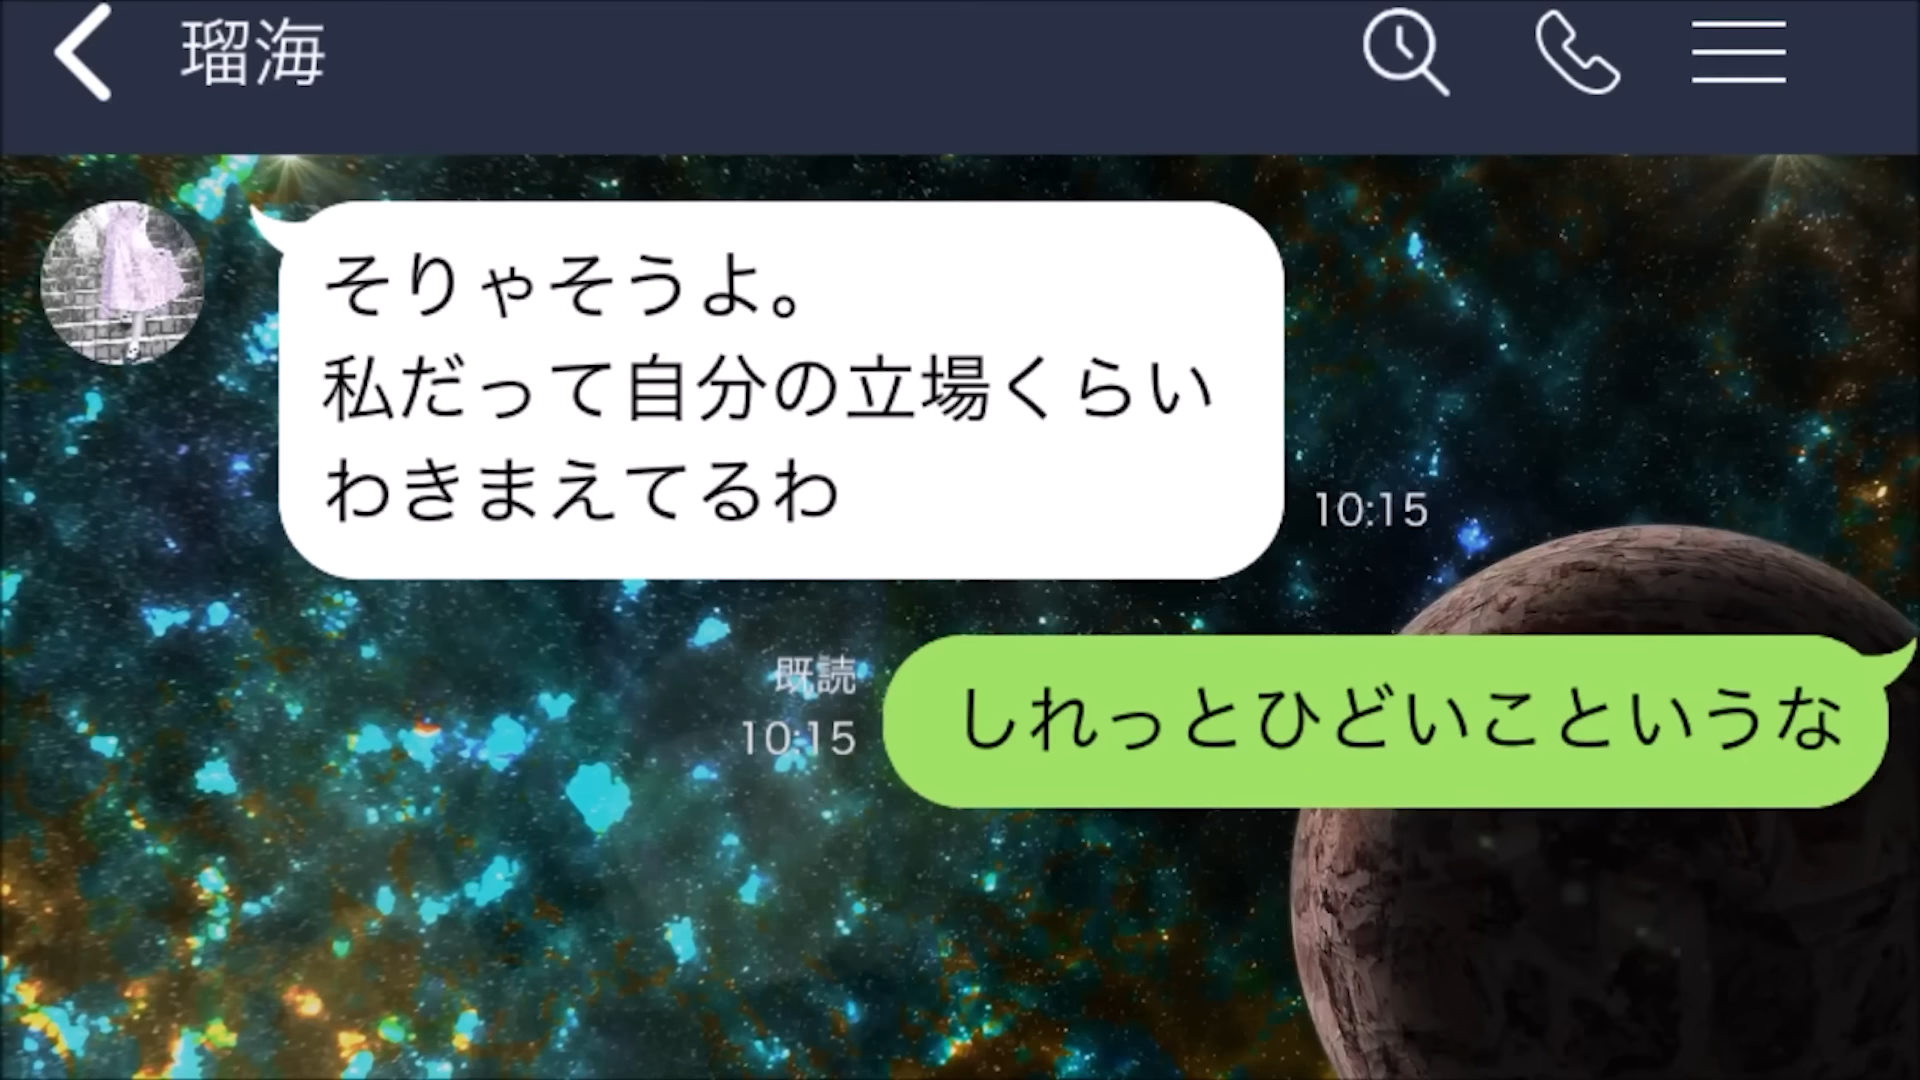 瑠海
そりゃそうよ。
私だって自分の立場くらい
わきまえてるわ
10:15
既読
10:15
しれっとひどいこというな